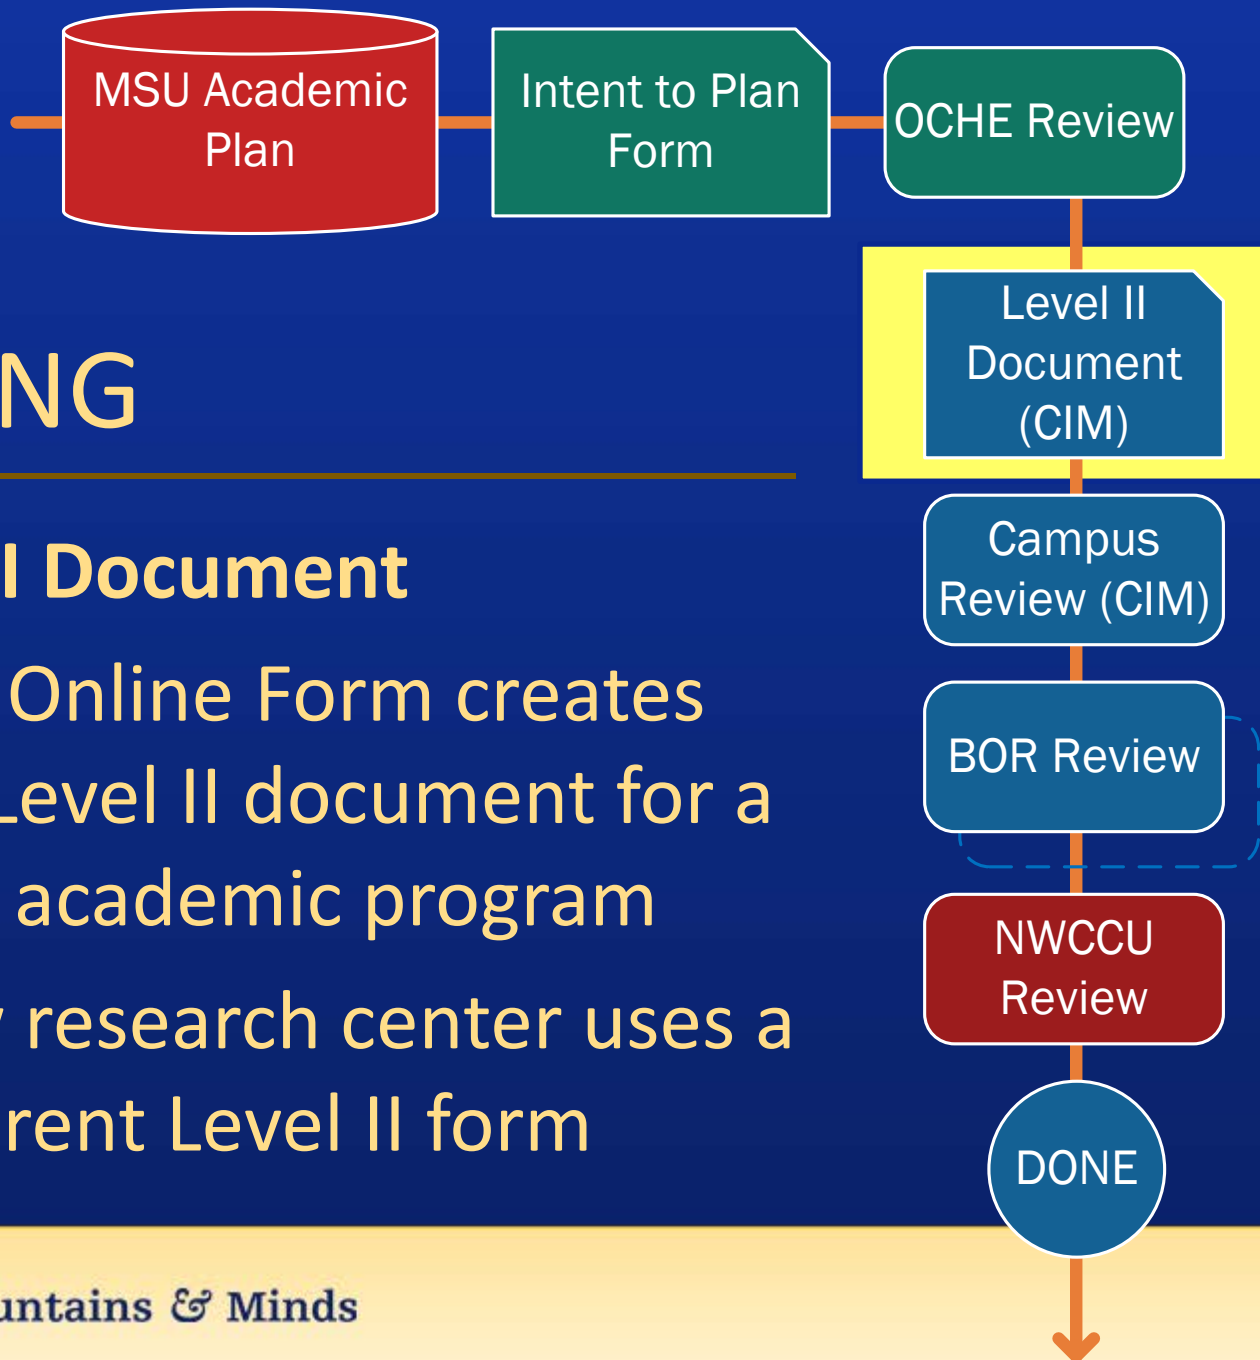 MSU Academic
Plan
Intent to Plan
Form
OCHE Review
Level II
Document
(CIM)
Campus
Review (CIM)
BOR Review
NWCCU
Review
DONE
NG
I Document
Online Form creates
Level II document for a
academic program
research center uses a
rent Level II form
untains & Minds